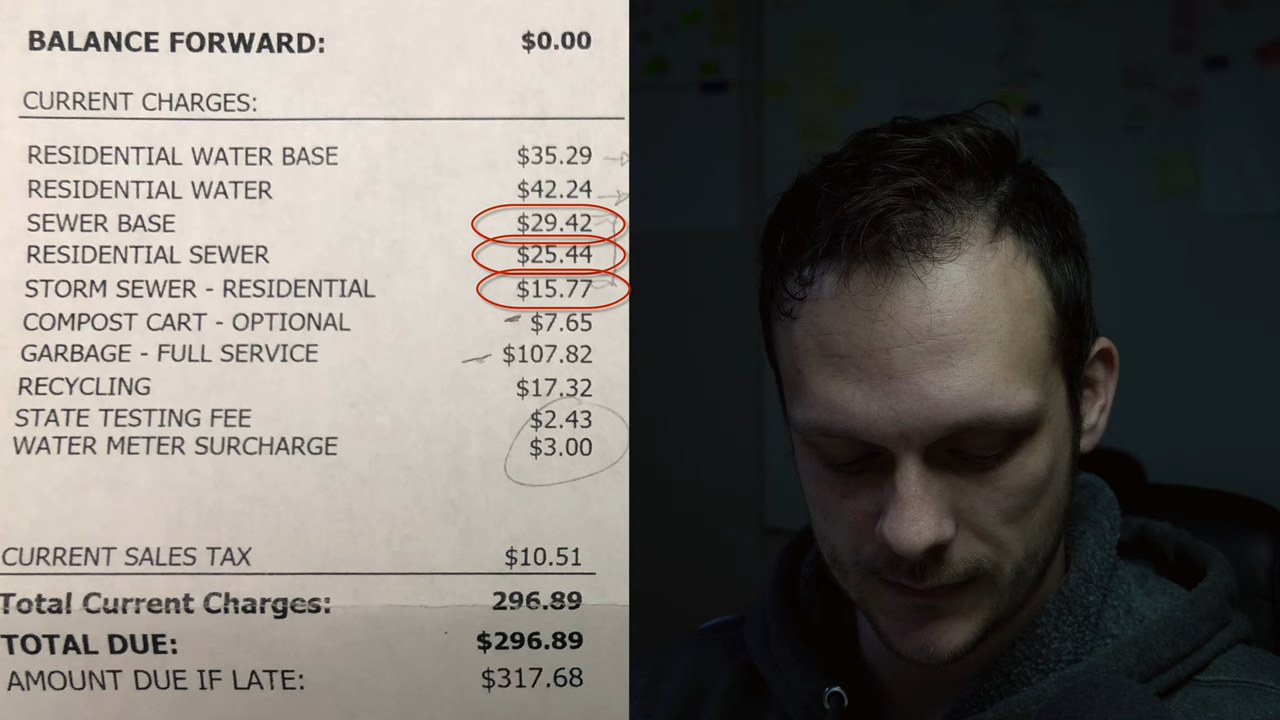 BALANCE FORWARD: $0.00
CURRENT CHARGES:
RESIDENTIAL WATER BASE $35.29
RESIDENTIAL WATER $42.24
SEWER BASE $29.42
RESIDENTIAL SEWER $25.44
STORM SEWER - RESIDENTIAL $15.77
COMPOST CART - OPTIONAL $7.65
GARBAGE - FULL SERVICE $107.82
RECYCLING $17.32
STATE TESTING FEE $2.43
WATER METER SURCHARGE $3.00
CURRENT SALES TAX $10.51
Total Current Charges: 296.89
TOTAL DUE: $296.89
AMOUNT DUE IF LATE: $317.68